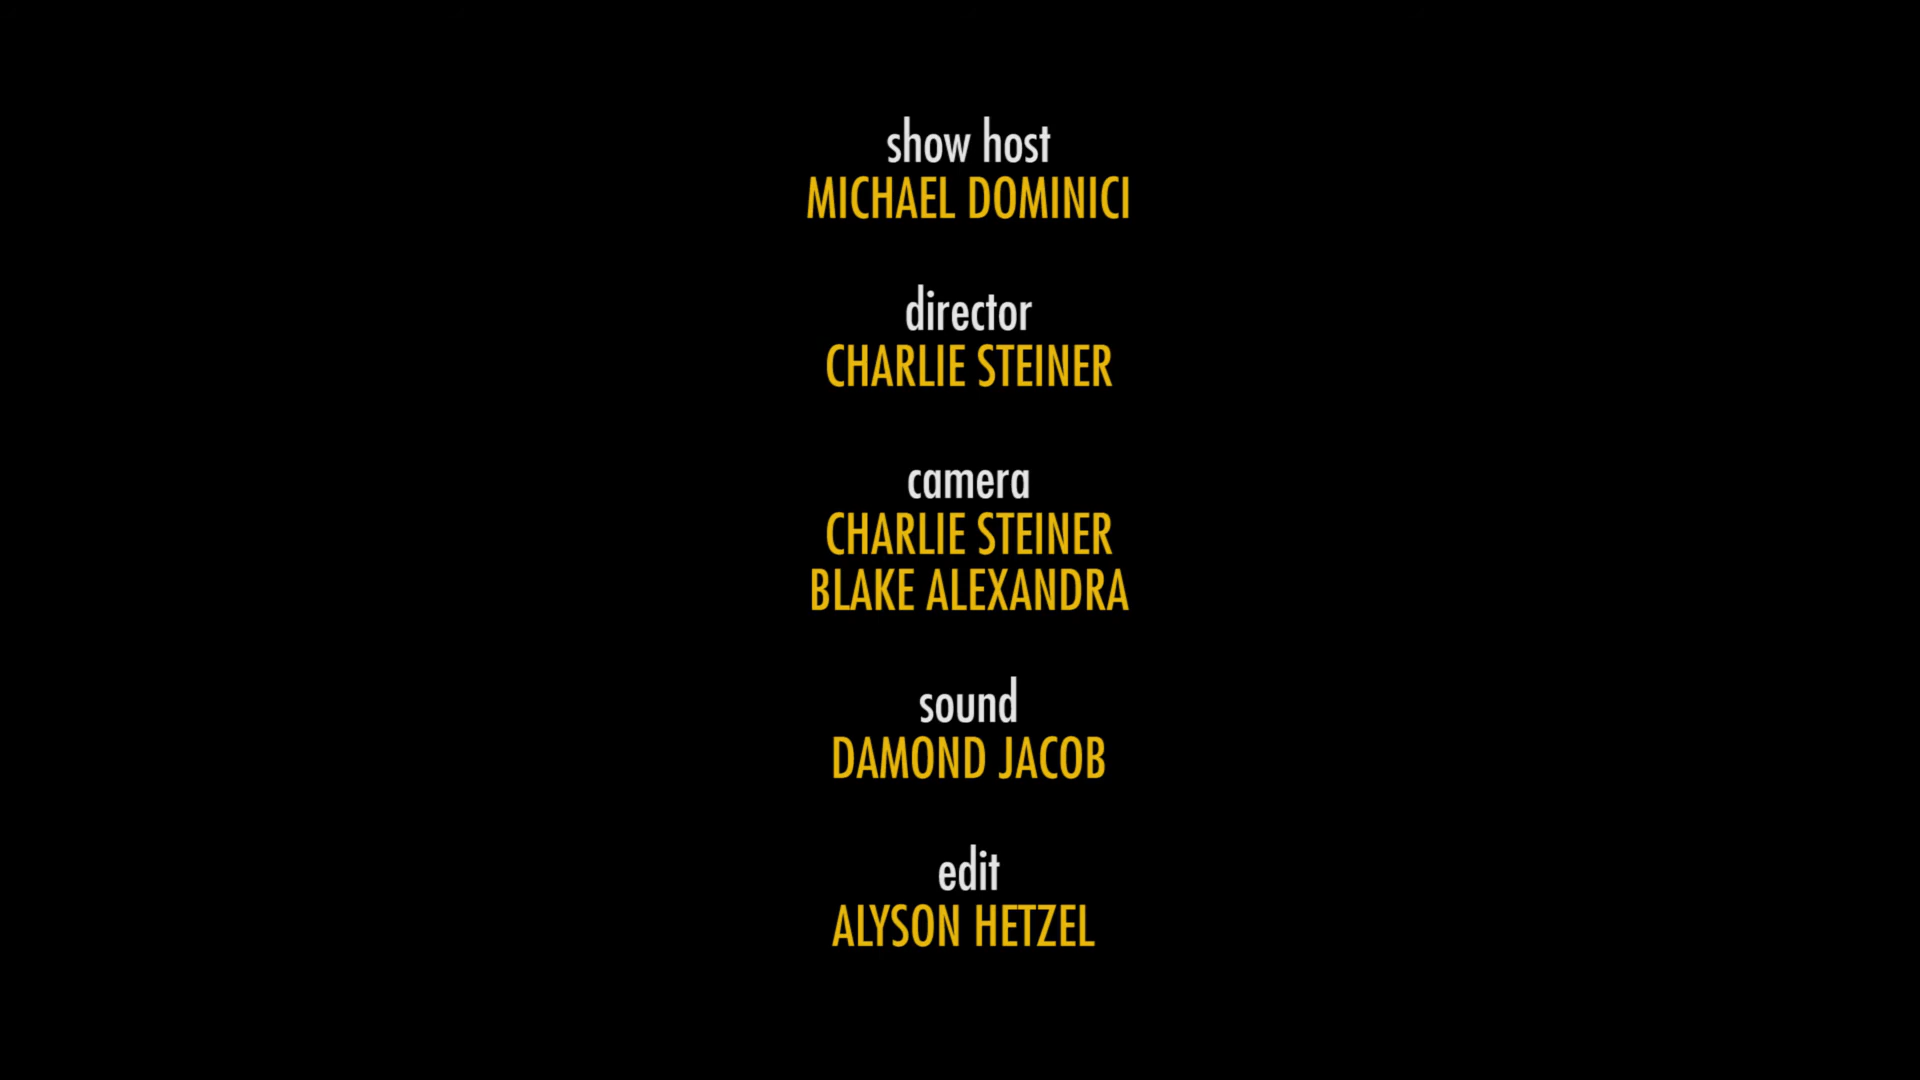 show host
MICHAEL DOMINICI
director
CHARLIE STEINER
camera
CHARLIE STEINER
BLAKE ALEXANDRA
sound
DAMOND JACOB
edit
ALYSON HETZEL